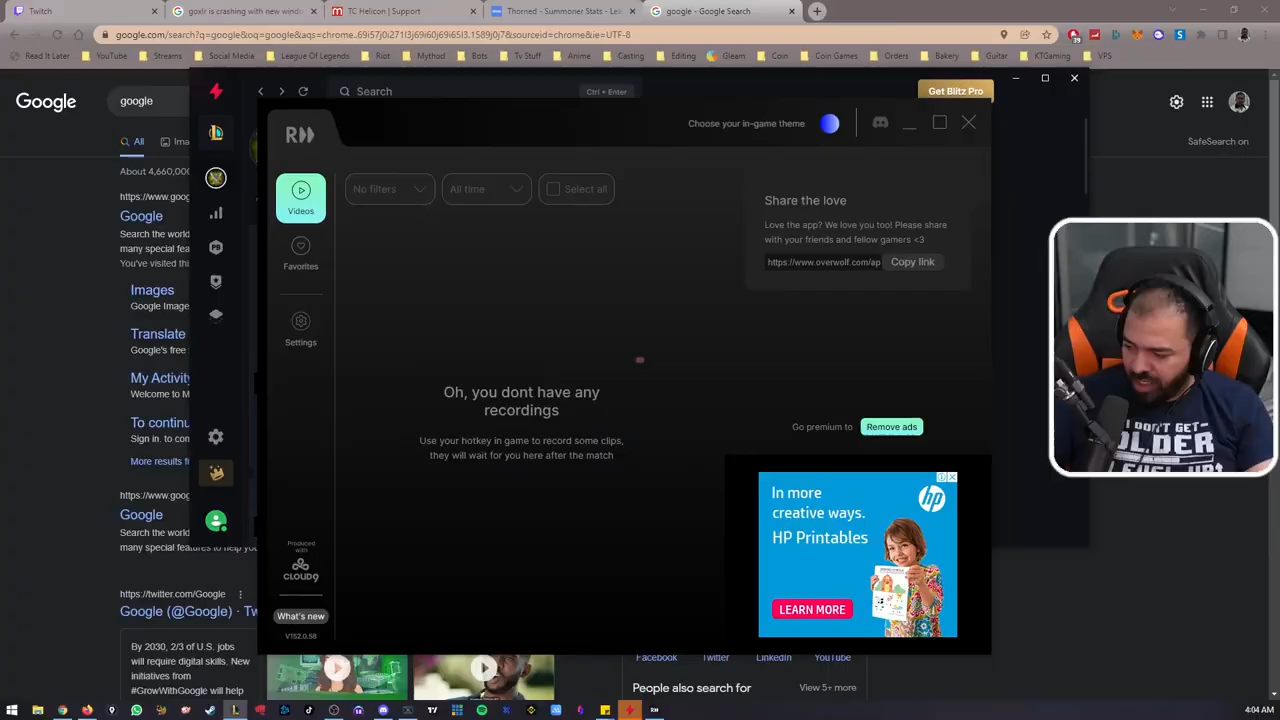 Twitch
goxlr is crashing with new windo
TC Helicon | Support
Thorned - Summoner Stats - Lea
google - Google Search
google.com/search?q=google&oq=google&aqs=chrome..69i57j0i271l3j69i60j69i65l3.1589j0j7&sourceid=chrome&ie=UTF-8
Read It Later
YouTube
Streams
Social Media
League Of Legends
Riot
Mythod
Beets
Tv Stuff
Anime
Casting
Editing
Gleam
Coin
Coin Games
Orders
Bakery
Guitar
KTGaming
VPS
Google
google
Search
Ctrl + Enter
Get Blitz Pro
All
Ima
SafeSearch on
About 4,660,000
https://www.goog
Google
Search the world
many special feat
You've visited this
Images
Google Image
Translate
Google's free
My Activity
Welcome to M
To continu
Sign in. to con
More results f
https://www.goog
Google
Search the world
many special features to help you
https://twitter.com/Google
Google (@Google) · Tw
By 2030, 2/3 of U.S. jobs
will require digital skills. New
initiatives from
#GrowWithGoogle will help
Choose your in-game theme
Videos
Favorites
Settings
No filters
All time
Select all
Share the love
Love the app? We love you too! Please share
with your friends and fellow gamers <3
https://www.overwolf.com/ap
Copy link
Oh, you dont have any
recordings
Use your hotkey in game to record some clips,
they will wait for you here after the match
Go premium to
Remove ads
In more
creative ways.
HP Printables
hp
LEARN MORE
Produced
with
CLOUD9
What's new
V152.0.58
Facebook
Twitter
LinkedIn
YouTube
People also search for
View 5+ more
I DON'T GET
OLDER
I LEVEL UP!
4:04 AM